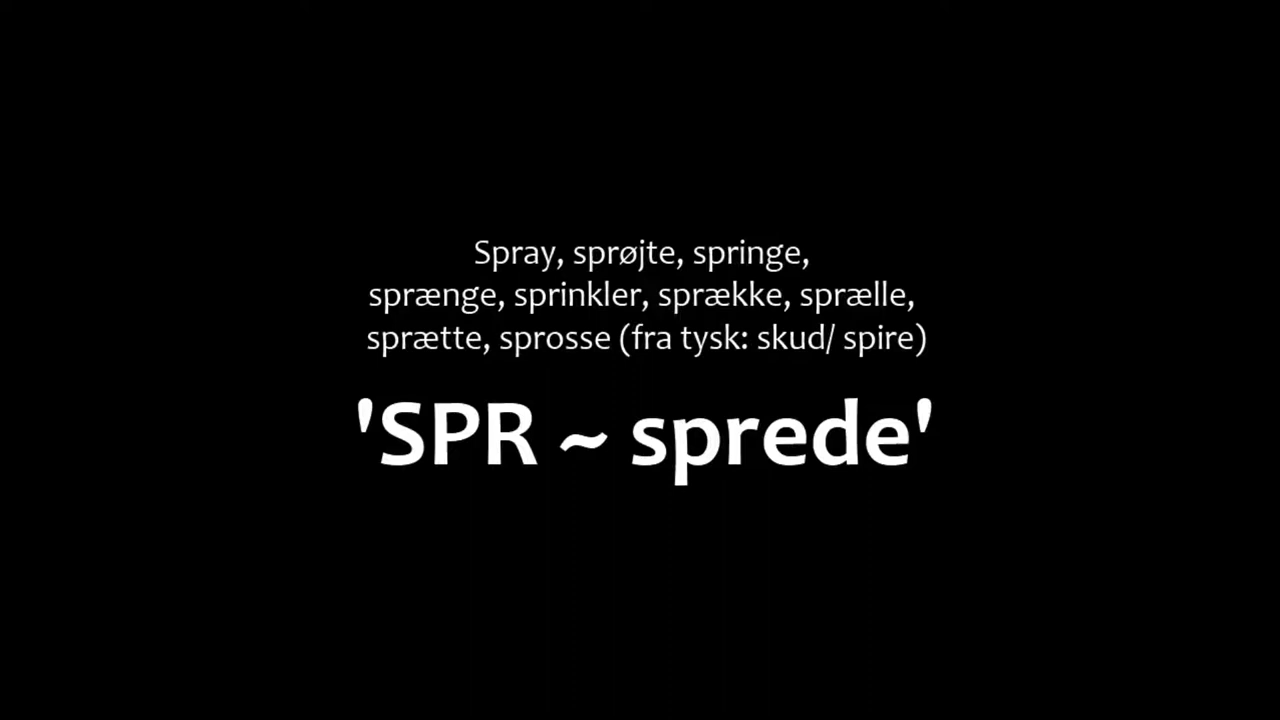 Spray, sprøjte, springe,
sprænge, sprinkler, sprække, sprælle,
sprætte, sprosse (fra tysk: skud/ spire)
'SPR ~ sprede'